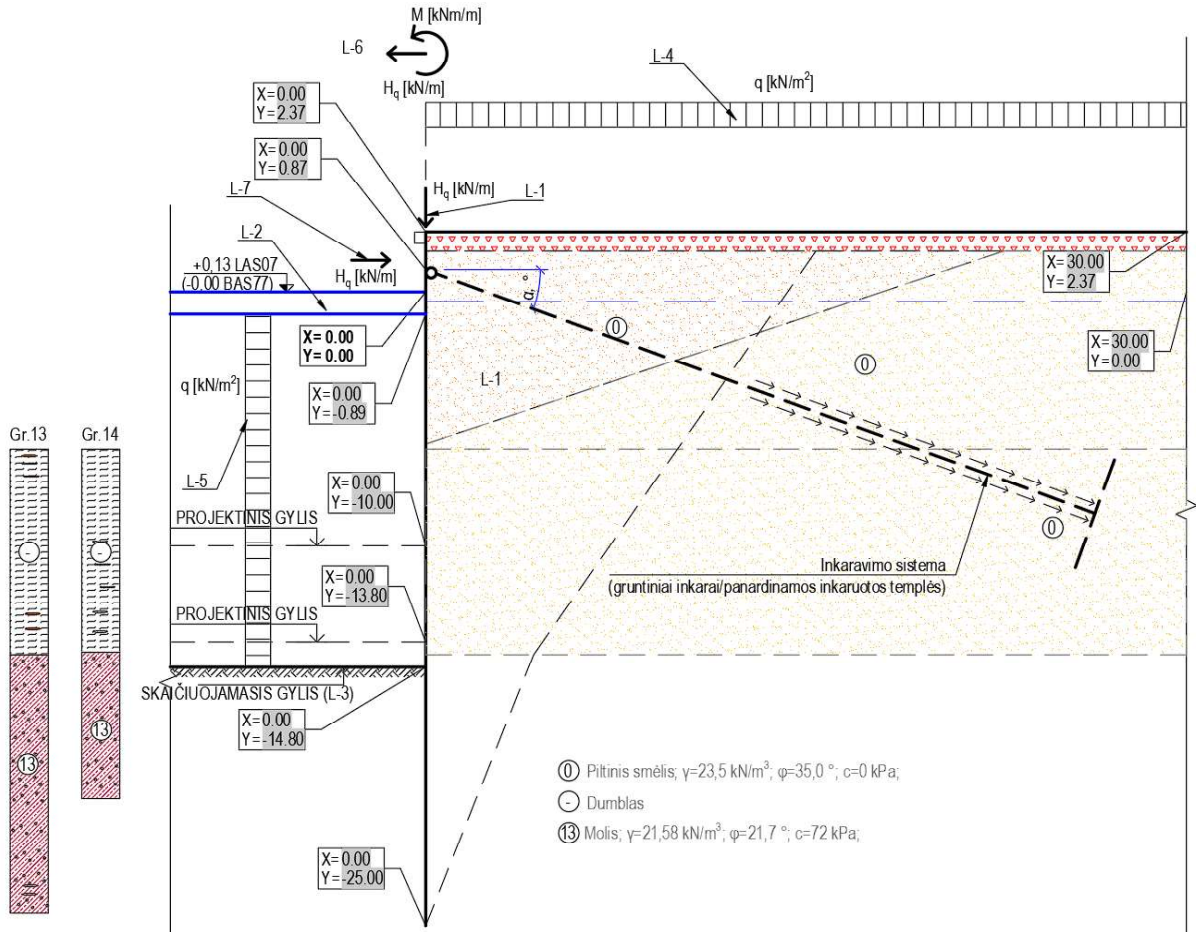 M [kNm/m]
L-6
H_q [kN/m]
L-4
q [kN/m²]
X= 0.00
Y= 2.37
X= 0.00
Y= 0.87
L-7
H_q [kN/m]
L-1
L-2
+0,13 LAS07
(-0.00 BAS77)
H_q [kN/m]
α, °
X= 30.00
Y= 2.37
0
X= 0.00
Y= 0.00
X= 30.00
Y= 0.00
0
q [kN/m²]
L-1
X= 0.00
Y= -0.89
Gr.13
Gr.14
L-5
X= 0.00
Y= -10.00
PROJEKTINIS GYLIS
0
-
-
Inkaravimo sistema
(gruntiniai inkarai/panardinamos inkaruotos templės)
X= 0.00
Y= -13.80
PROJEKTINIS GYLIS
SKAIČIUOJAMASIS GYLIS (L-3)
X= 0.00
Y= -14.80
13
13
0 Piltinis smėlis; γ=23,5 kN/m³; φ=35,0 °; c=0 kPa;
- Dumblas
13 Molis; γ=21,58 kN/m³; φ=21,7 °; c=72 kPa;
X= 0.00
Y= -25.00